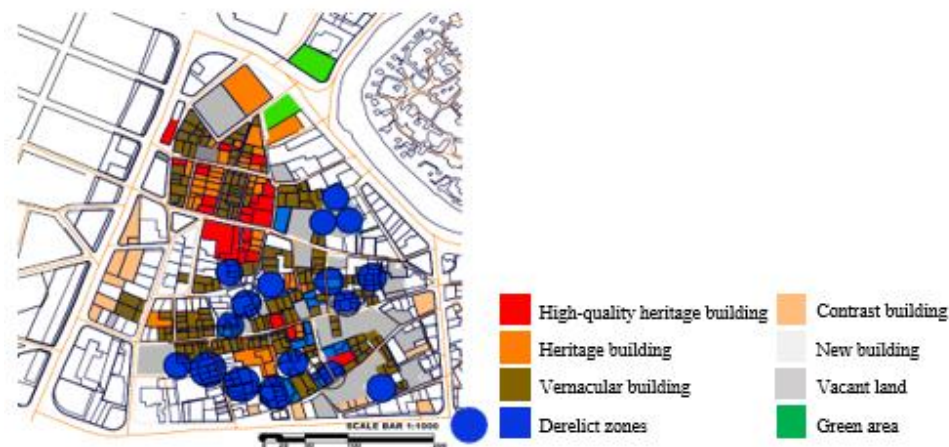 High-quality heritage building
Heritage building
Vernacular building
Derelict zones
Contrast building
New building
Vacant land
Green area
SCALE BAR 1:1000